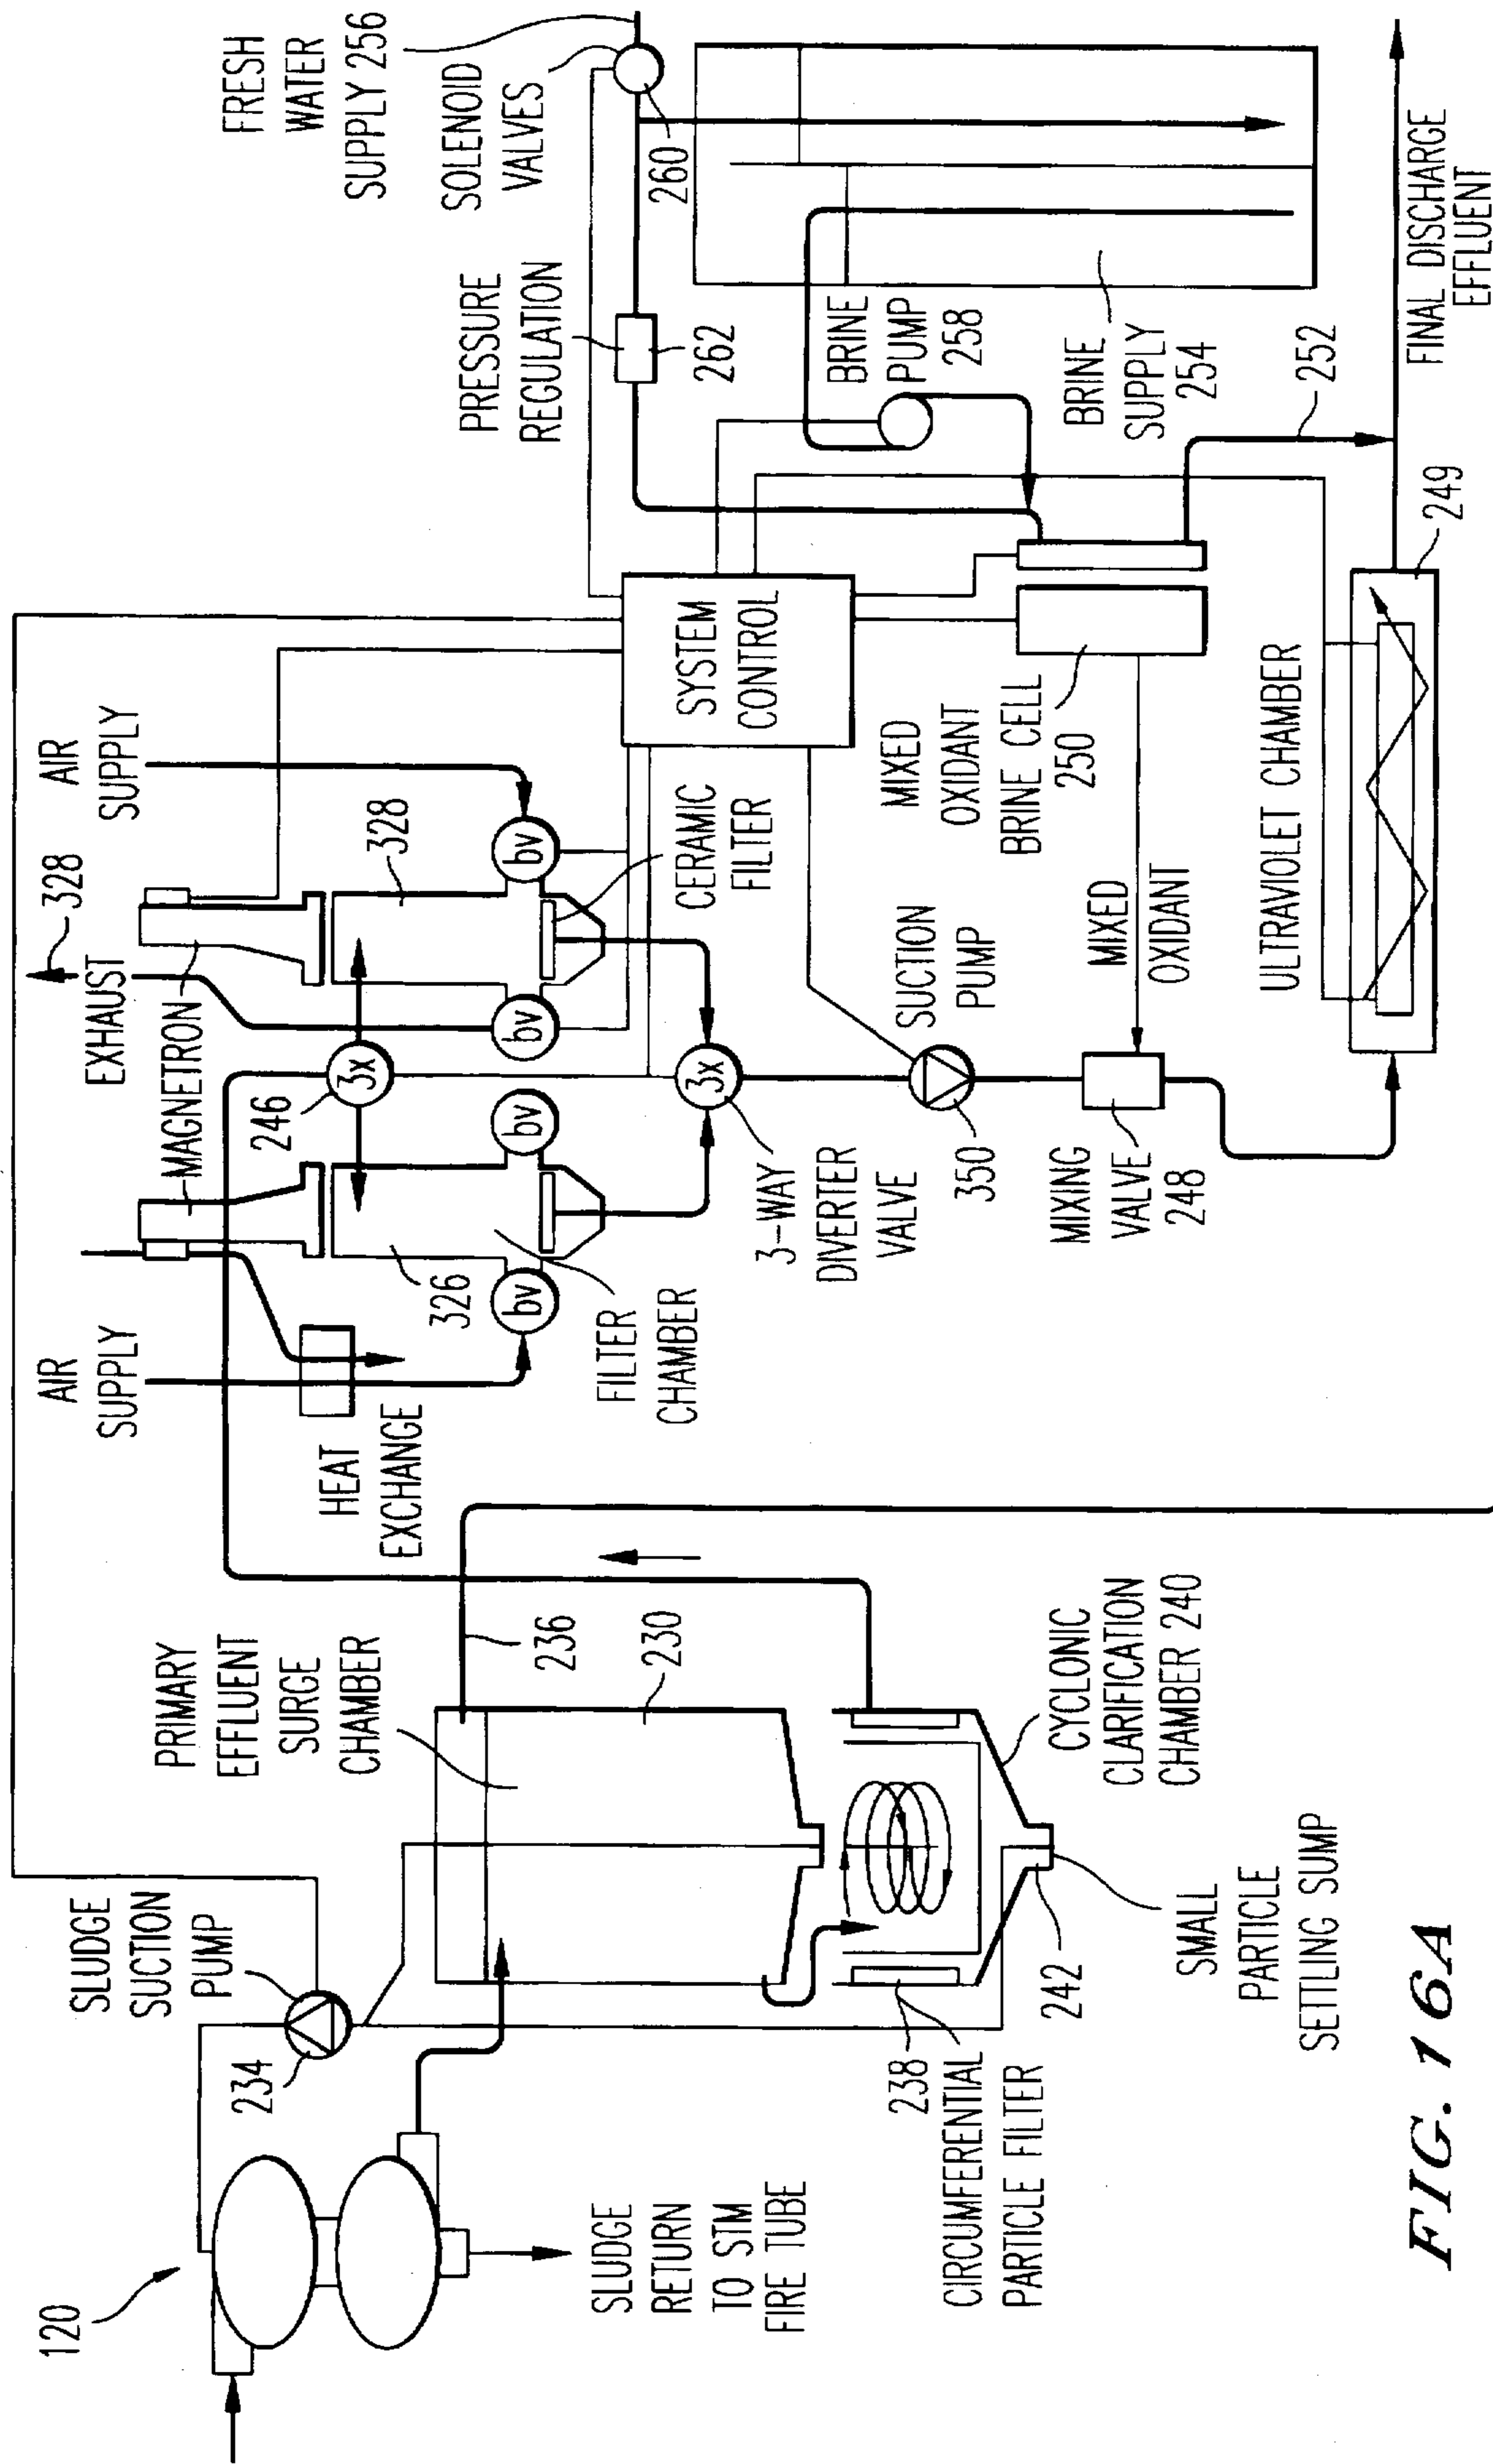 120
SLUDGE
SUCTION
PUMP
234
SLUDGE
RETURN
TO STM
FIRE TUBE
PRIMARY
EFFLUENT
SURGE
CHAMBER
236
230
238
CIRCUMFERENTIAL
PARTICLE FILTER
242
SMALL
PARTICLE
SETTLING SUMP
CYCLONIC
CLARIFICATION
CHAMBER 240
AIR
SUPPLY
HEAT
EXCHANGE
MAGNETRON
EXHAUST
328
246
3x
326
bv
bv
FILTER
CHAMBER
AIR
SUPPLY
328
bv
bv
CERAMIC
FILTER
3x
3-WAY
DIVERTER
VALVE
SUCTION
PUMP
350
MIXING
VALVE
248
MIXED
OXIDANT
SYSTEM
CONTROL
MIXED
OXIDANT
BRINE CELL
250
ULTRAVIOLET CHAMBER
249
FRESH
WATER
SUPPLY 256
SOLENOID
VALVES
260
PRESSURE
REGULATION
262
BRINE
PUMP
258
BRINE
SUPPLY
254
252
FINAL DISCHARGE
EFFLUENT
FIG. 16A